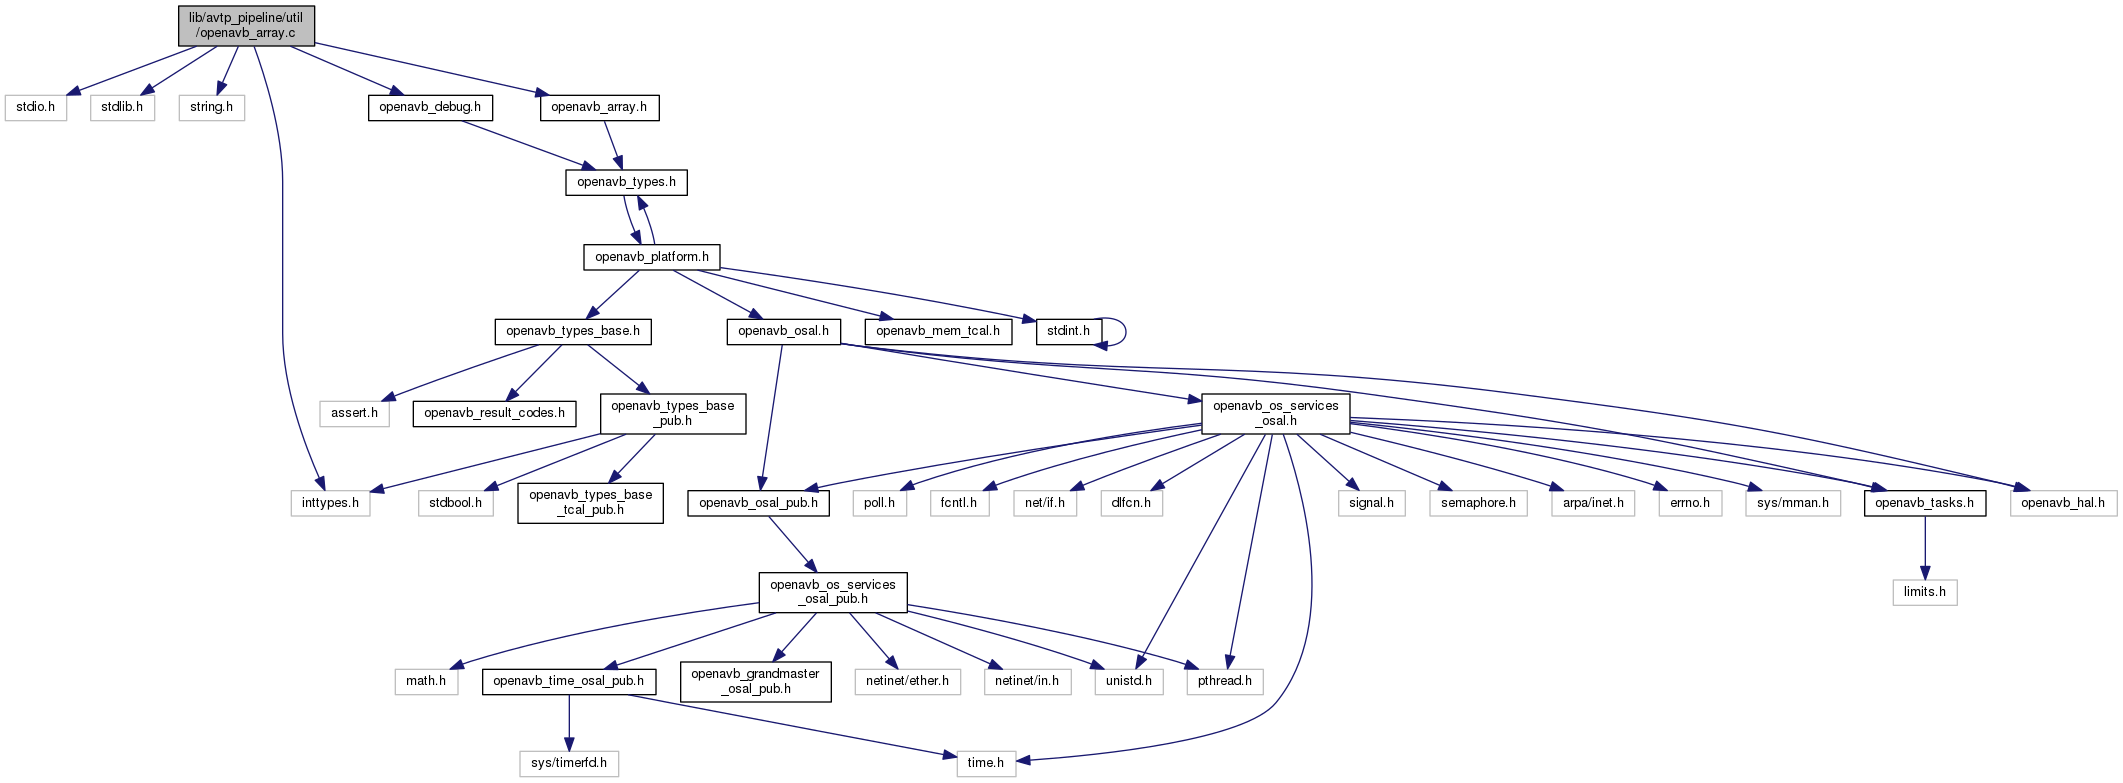 lib/avtp_pipeline/util
/openavb_array.c
stdio.h
stdlib.h
string.h
openavb_debug.h
openavb_array.h
openavb_types.h
openavb_platform.h
openavb_types_base.h
openavb_osal.h
openavb_mem_tcal.h
stdint.h
assert.h
openavb_result_codes.h
openavb_types_base
_pub.h
openavb_os_services
_osal.h
inttypes.h
stdbool.h
openavb_types_base
_tcal_pub.h
openavb_osal_pub.h
poll.h
fcntl.h
net/if.h
dlfcn.h
signal.h
semaphore.h
arpa/inet.h
errno.h
sys/mman.h
openavb_tasks.h
openavb_hal.h
openavb_os_services
_osal_pub.h
limits.h
math.h
openavb_time_osal_pub.h
openavb_grandmaster
_osal_pub.h
netinet/ether.h
netinet/in.h
unistd.h
pthread.h
sys/timerfd.h
time.h